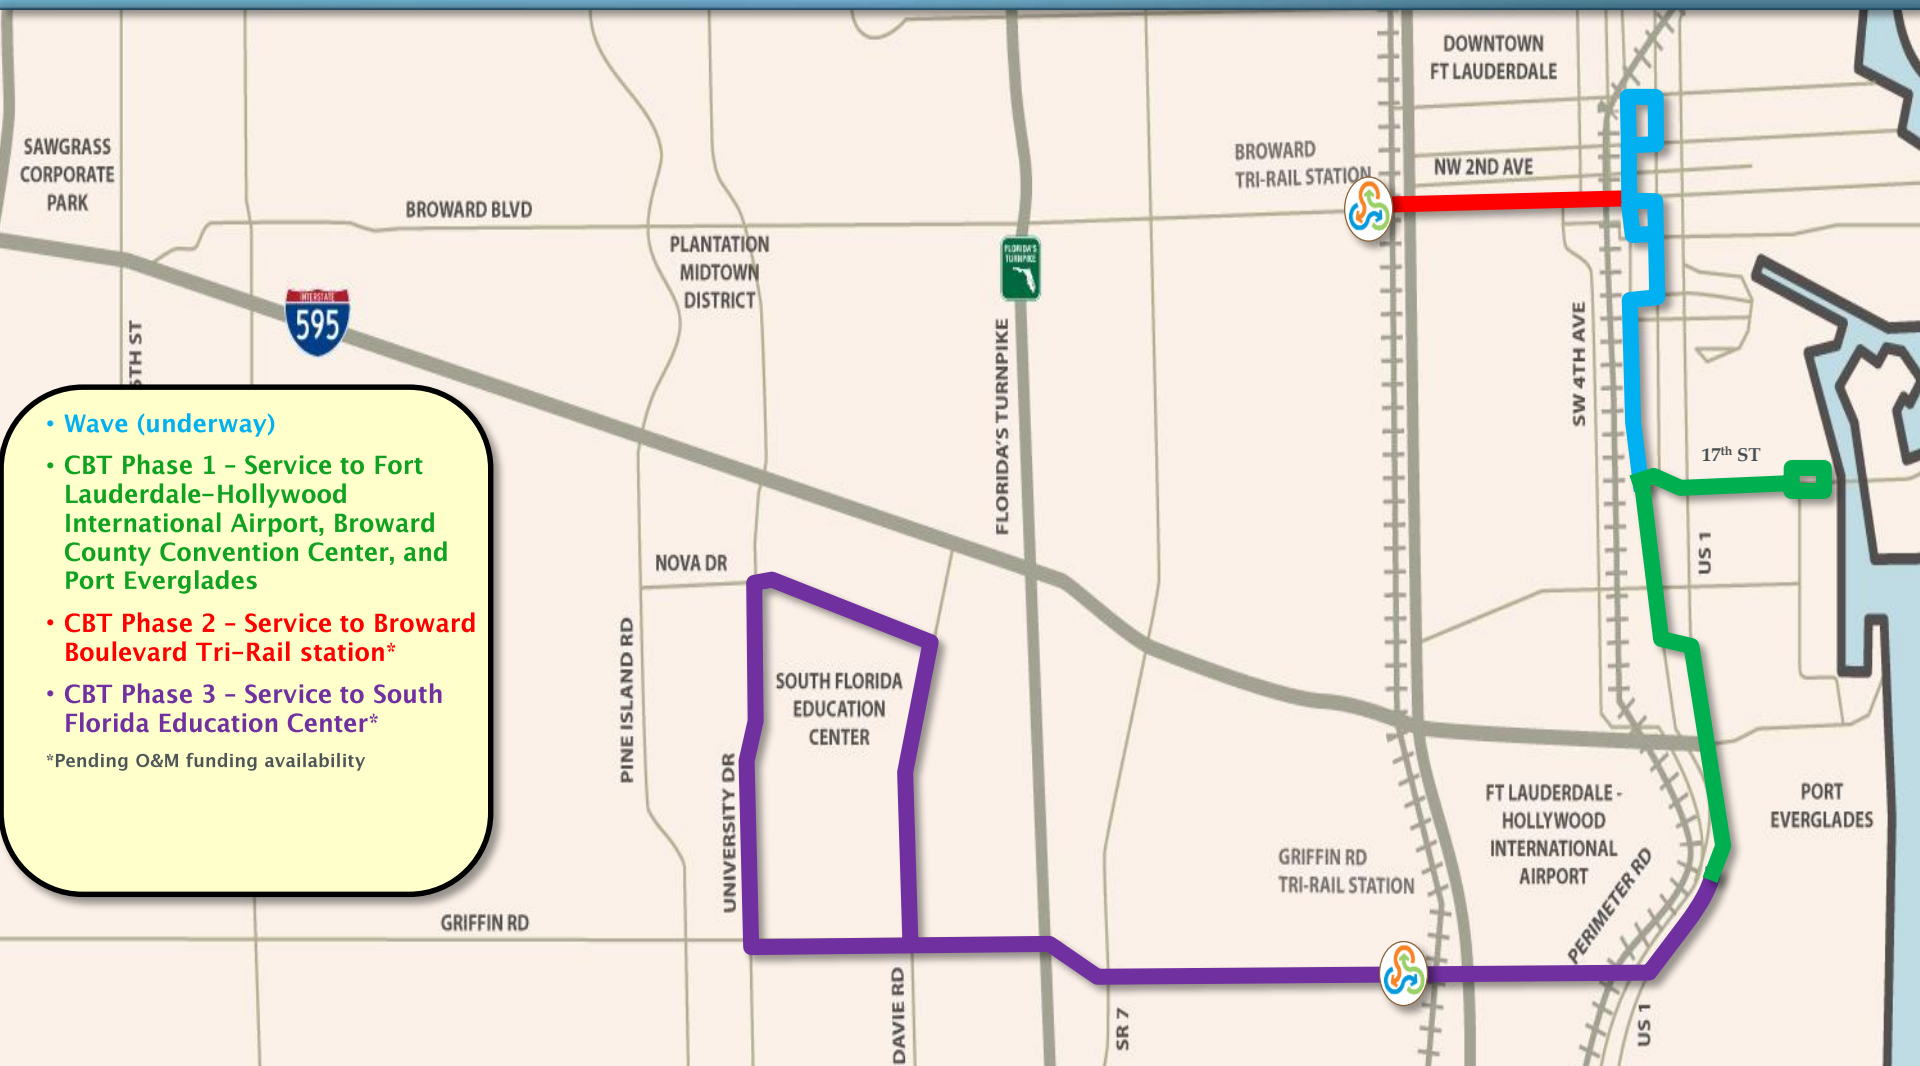 DOWNTOWN
FT LAUDERDALE
SAWGRASS
CORPORATE
PARK
BROWARD
TRI-RAIL STATION
NW 2ND AVE
BROWARD BLVD
PLANTATION
MIDTOWN
DISTRICT
FLORIDA'S
TURNPIKE
INTERSTATE
595
5TH ST
FLORIDA'S TURNPIKE
SW 4TH AVE
• Wave (underway)
• CBT Phase 1 – Service to Fort
Lauderdale-Hollywood
International Airport, Broward
County Convention Center, and
Port Everglades
• CBT Phase 2 – Service to Broward
Boulevard Tri-Rail station*
• CBT Phase 3 – Service to South
Florida Education Center*
*Pending O&M funding availability
17th ST
US 1
NOVA DR
PINE ISLAND RD
SOUTH FLORIDA
EDUCATION
CENTER
UNIVERSITY DR
FT LAUDERDALE -
HOLLYWOOD
INTERNATIONAL
AIRPORT
PORT
EVERGLADES
GRIFFIN RD
TRI-RAIL STATION
PERIMETER RD
GRIFFIN RD
DAVIE RD
SR 7
US 1